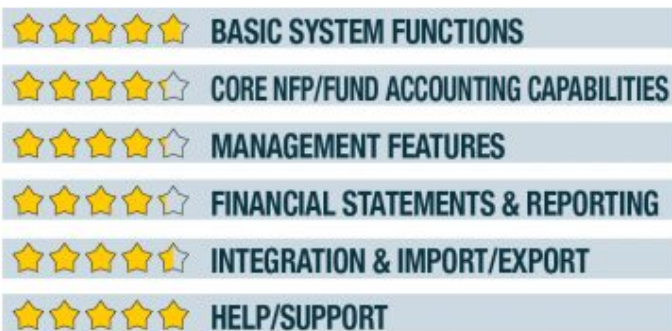 BASIC SYSTEM FUNCTIONS
CORE NFP/FUND ACCOUNTING CAPABILITIES
MANAGEMENT FEATURES
FINANCIAL STATEMENTS & REPORTING
INTEGRATION & IMPORT/EXPORT
HELP/SUPPORT